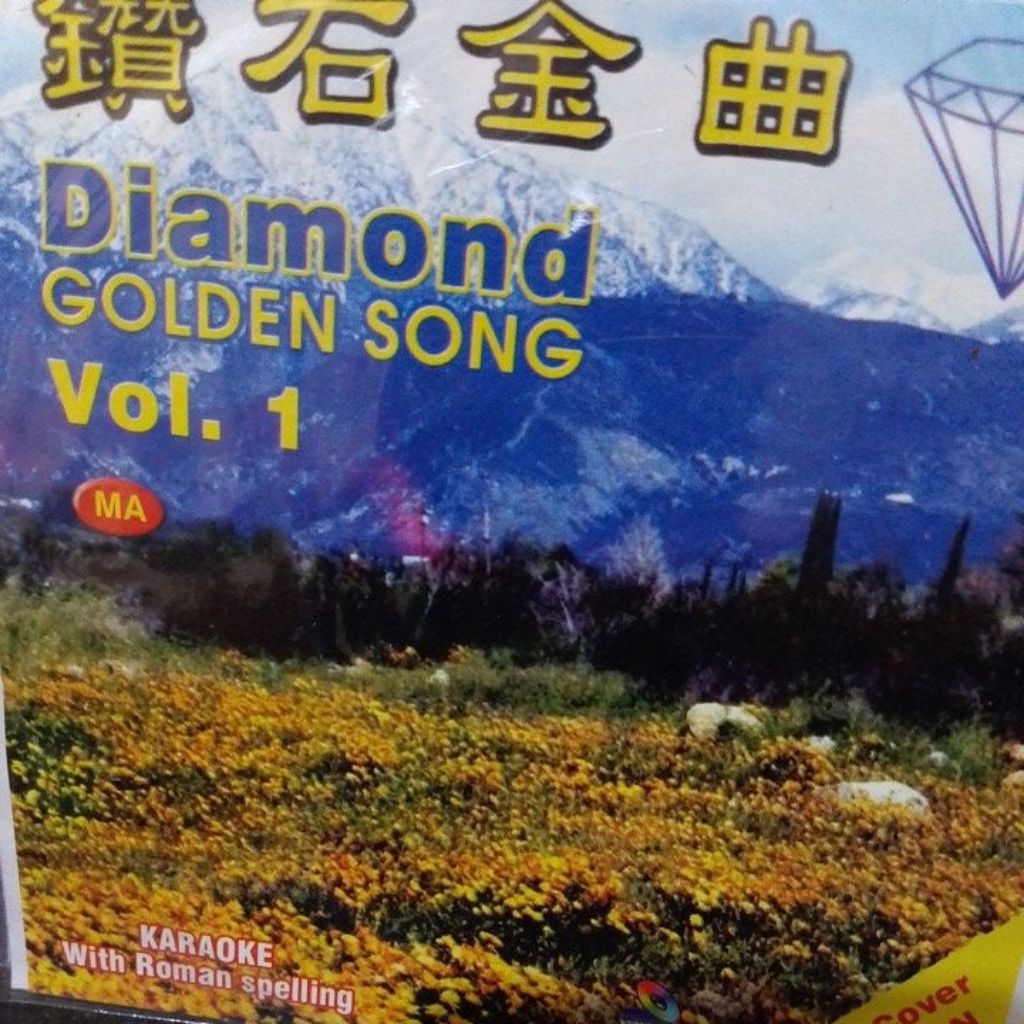 鑽石金曲
Diamond
GOLDEN SONG
Vol. 1
MA
KARAOKE
With Roman spelling
Cover